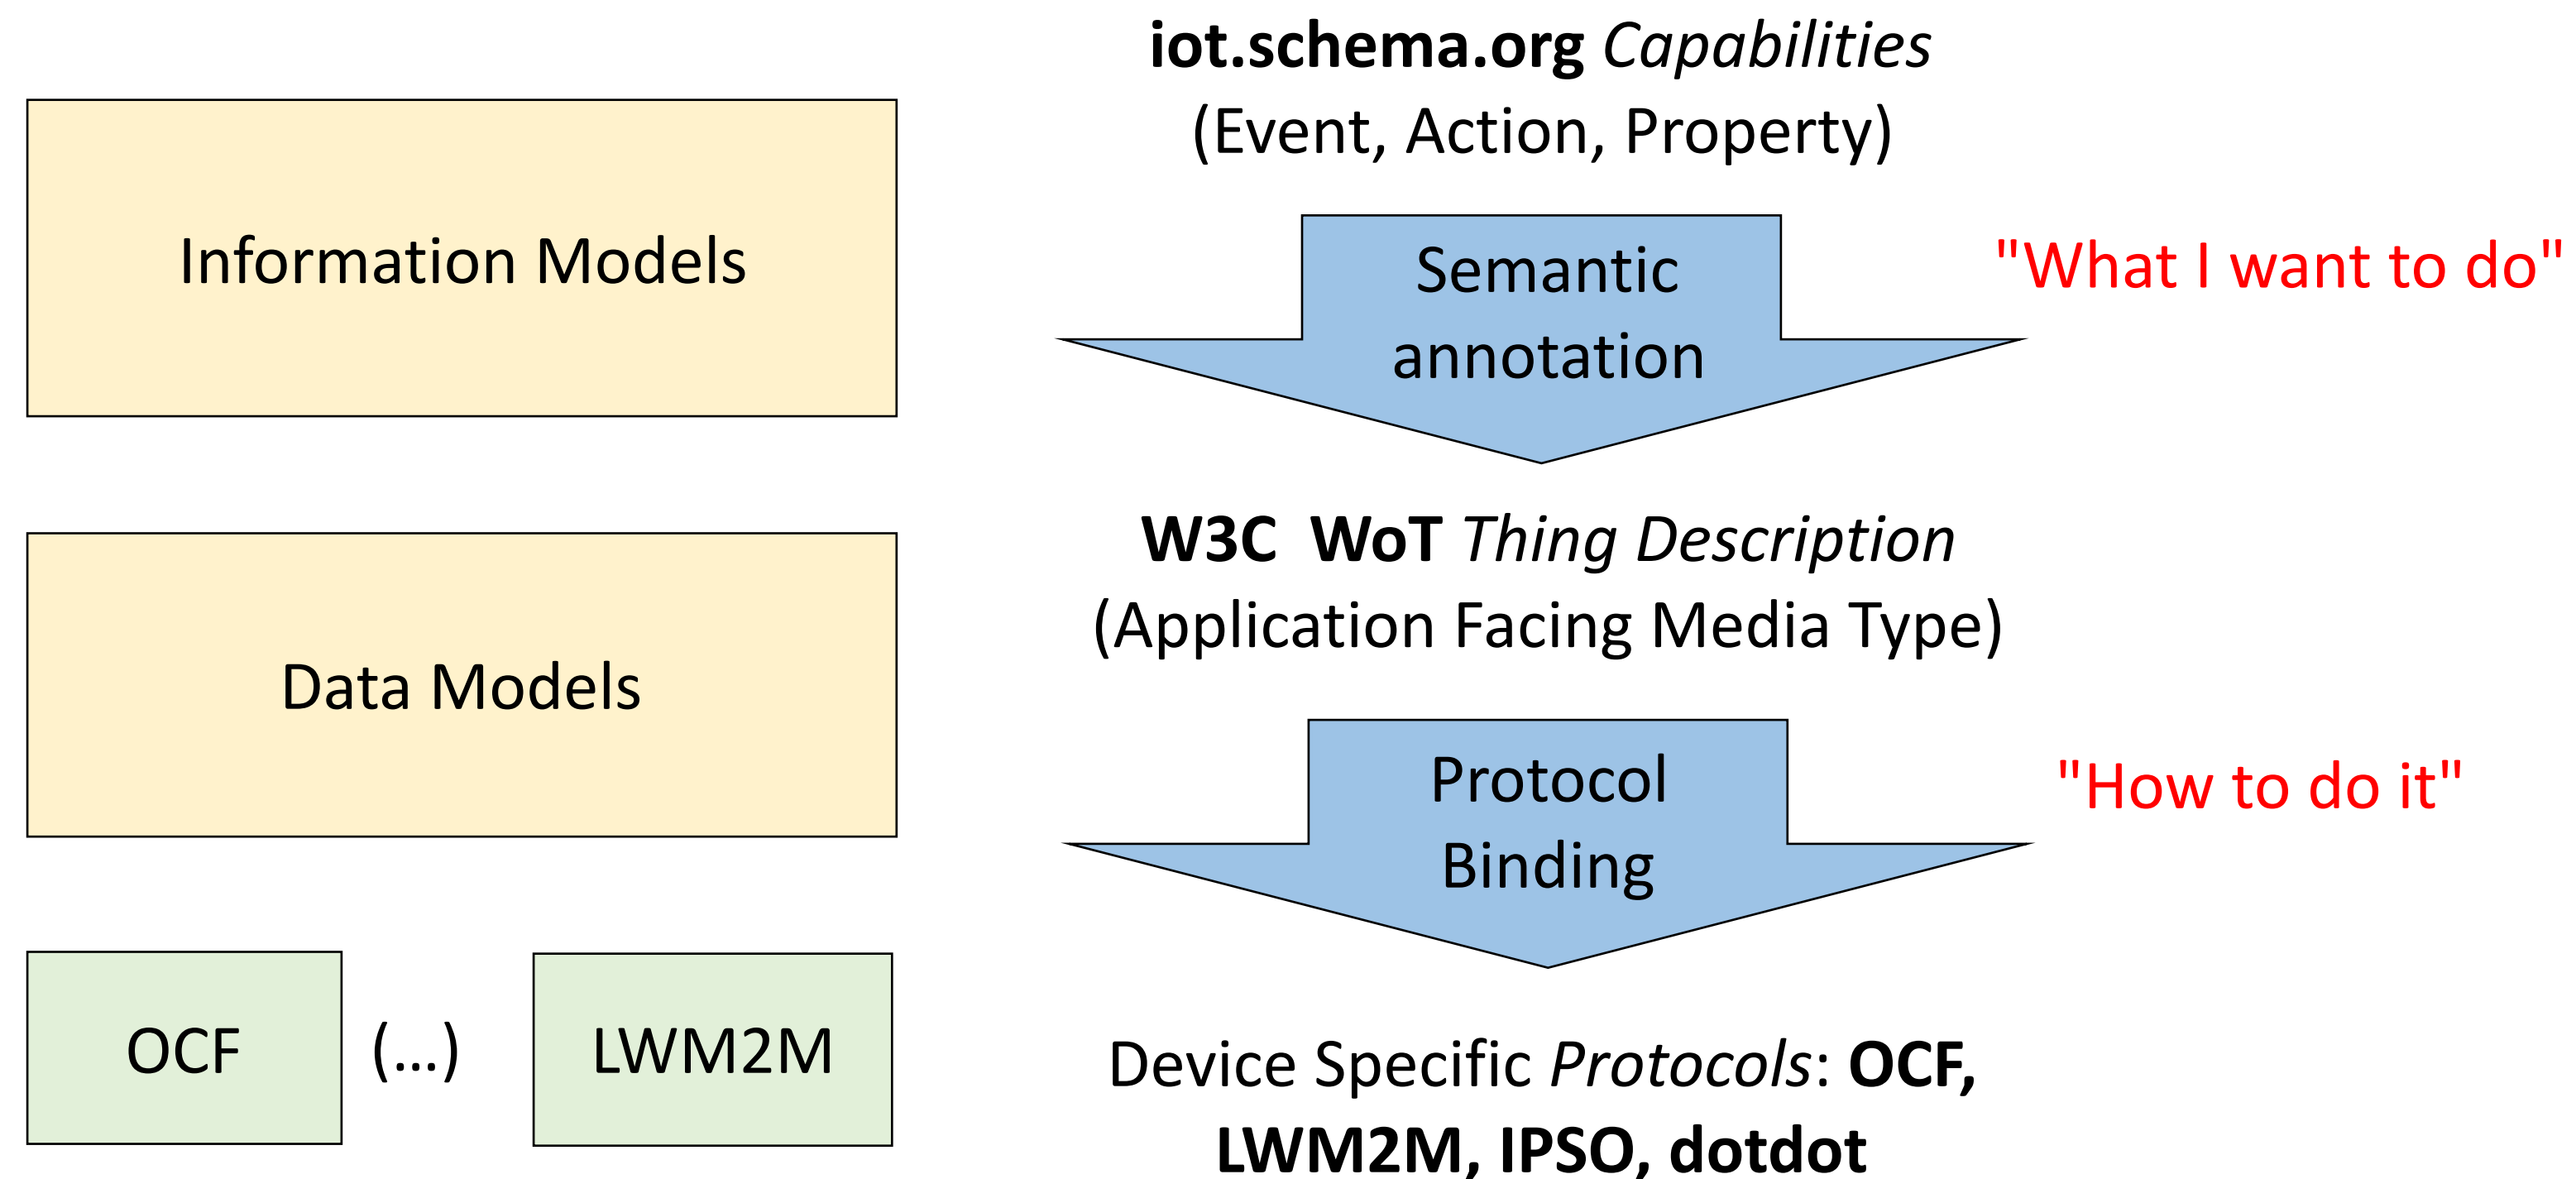 iot.schema.org Capabilities
(Event, Action, Property)
Information Models
Semantic
annotation
"What I want to do"
W3C  WoT Thing Description
(Application Facing Media Type)
Data Models
Protocol
Binding
"How to do it"
OCF
(...)
LWM2M
Device Specific Protocols: OCF,
LWM2M, IPSO, dotdot